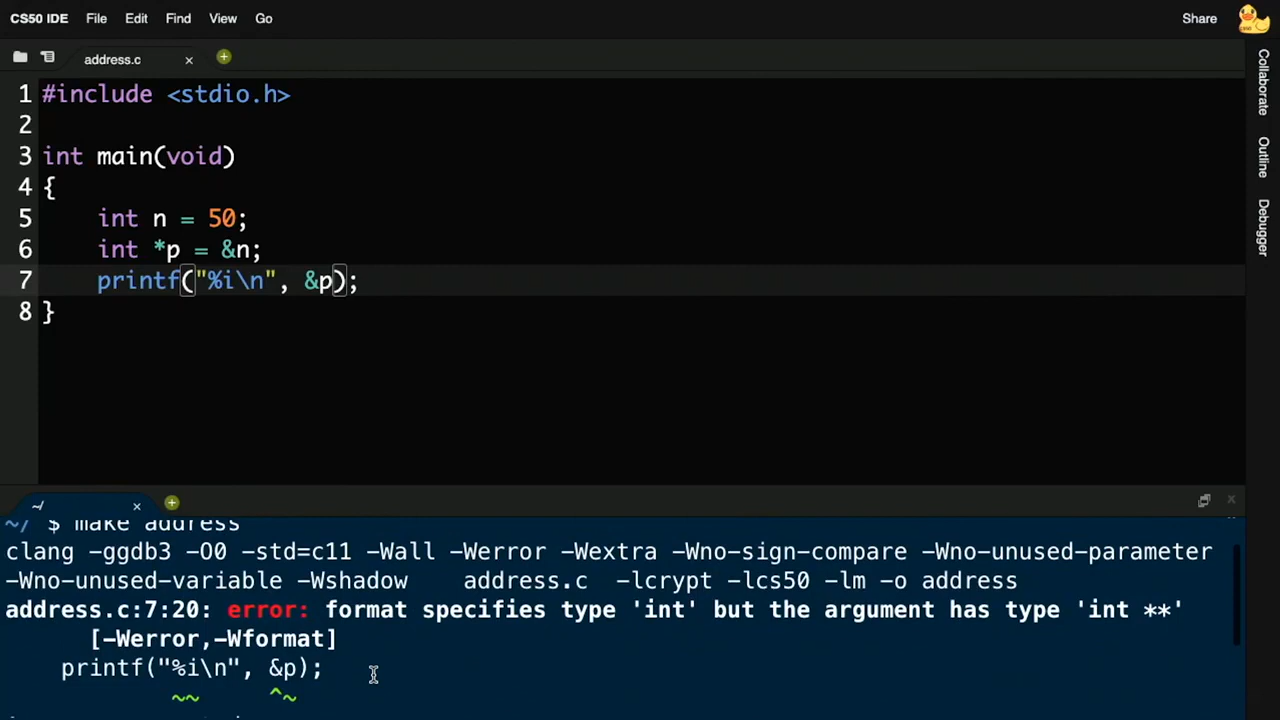 CS50 IDE File Edit Find View Go Share
address.c
Collaborate
Outline
Debugger
1 #include <stdio.h>
2
3 int main(void)
4 {
5     int n = 50;
6     int *p = &n;
7     printf("%i\n", &p);
8 }
~/
~/ $ make address
clang -ggdb3 -O0 -std=c11 -Wall -Werror -Wextra -Wno-sign-compare -Wno-unused-parameter
-Wno-unused-variable -Wshadow    address.c  -lcrypt -lcs50 -lm -o address
address.c:7:20: error: format specifies type 'int' but the argument has type 'int **'
      [-Werror,-Wformat]
    printf("%i\n", &p);
            ~~     ^~